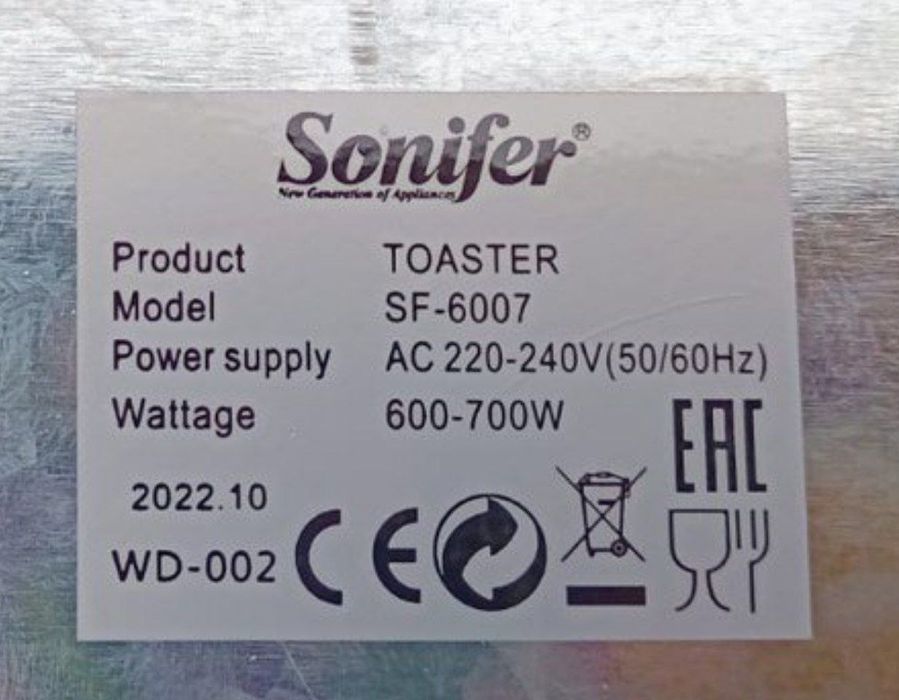 Sonifer®
New Generation of Appliances
Product TOASTER
Model SF-6007
Power supply AC 220-240V(50/60Hz)
Wattage 600-700W
EAC
2022.10
WD-002 CE